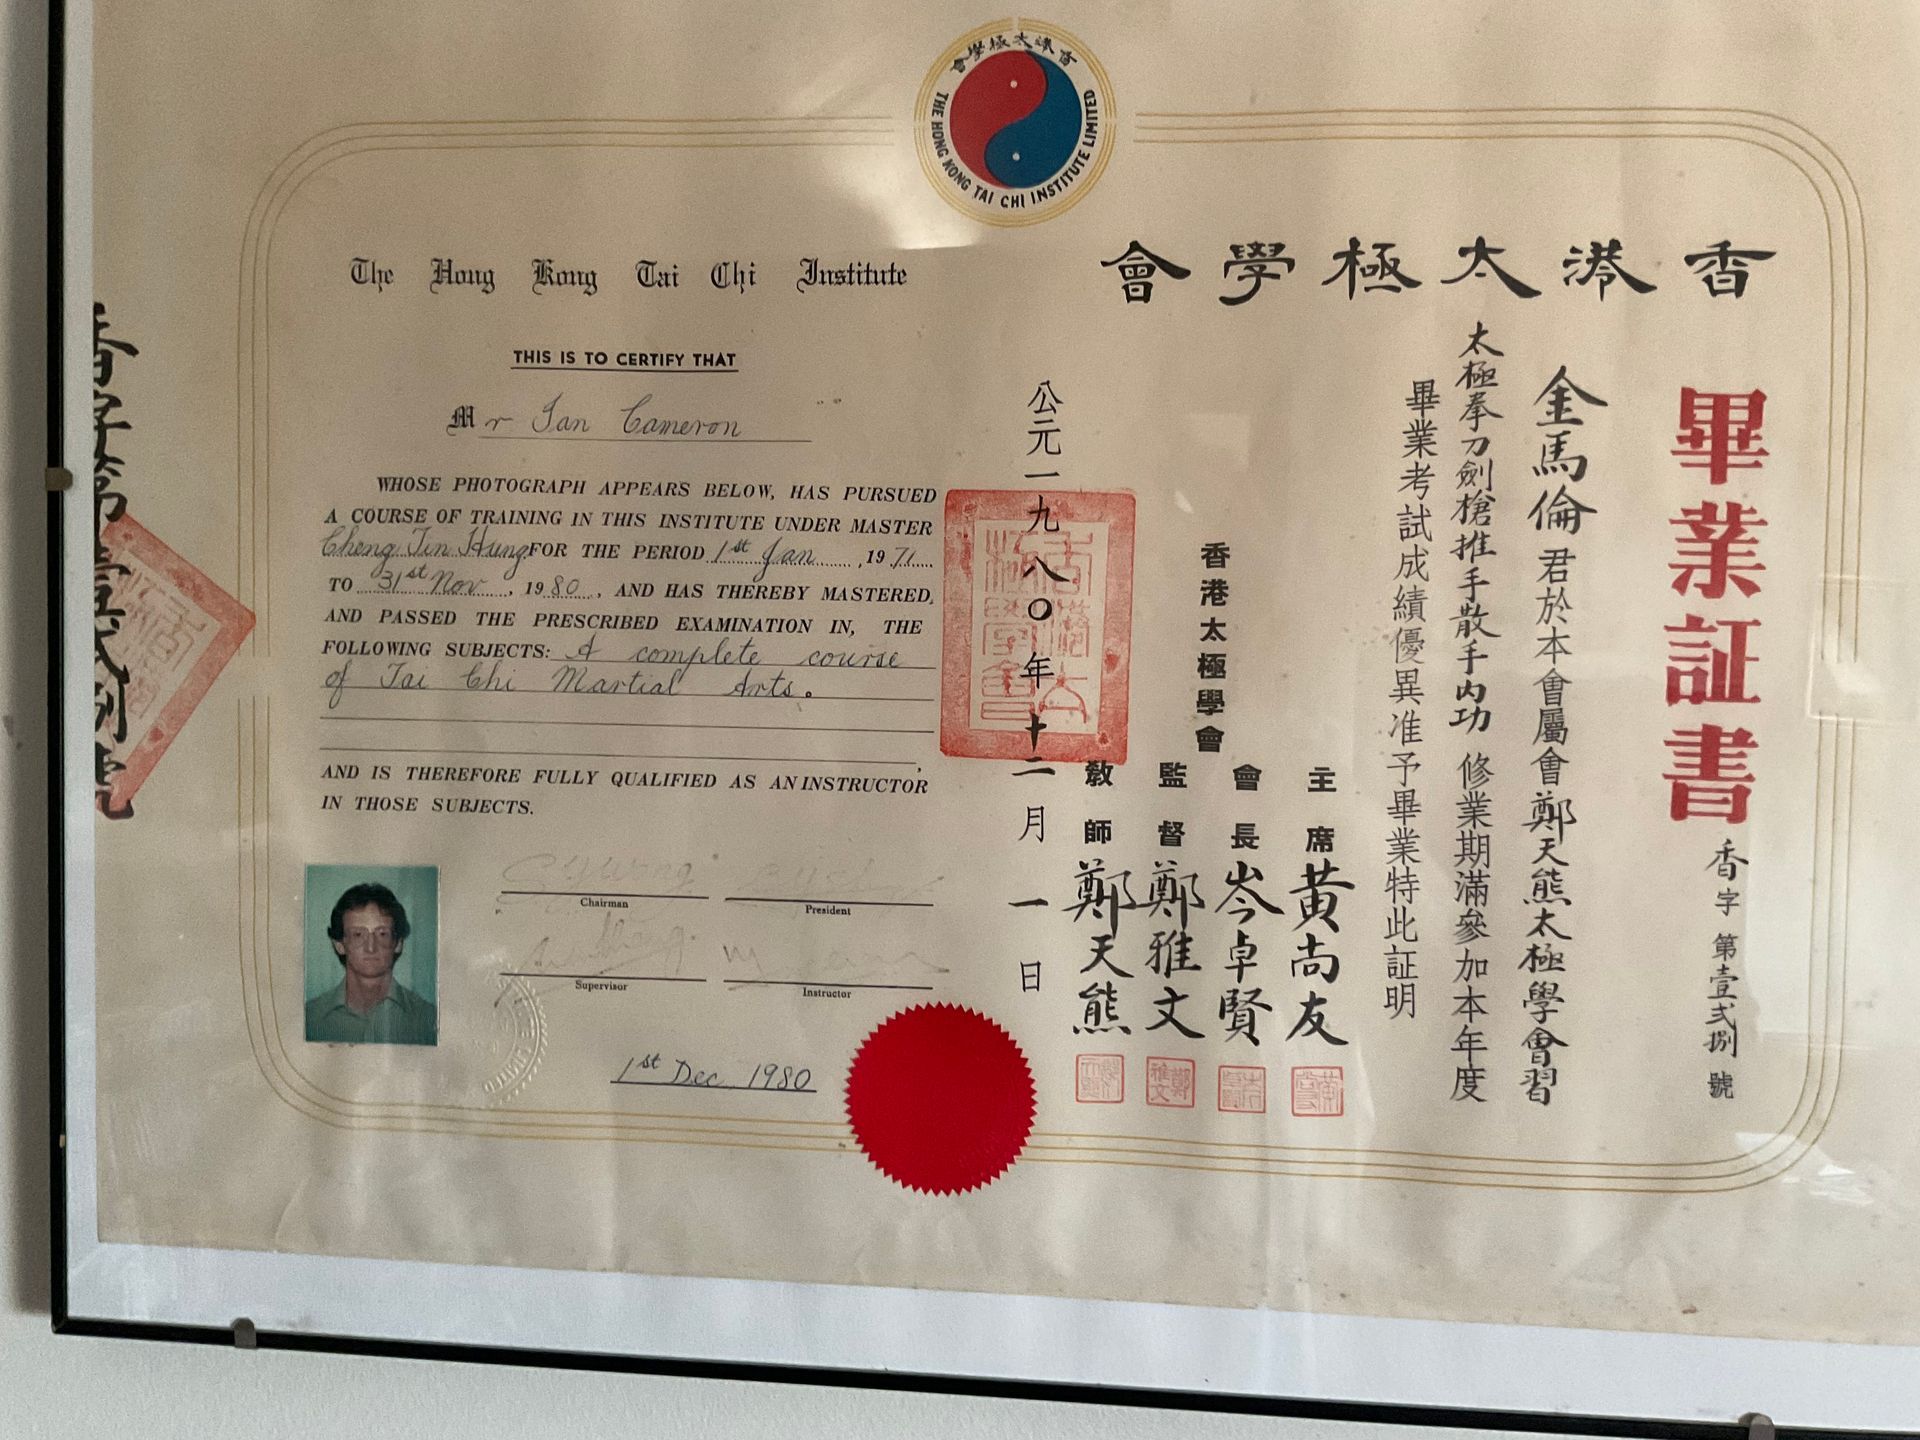 香港太極學會
THE HONG KONG TAI CHI INSTITUTE LIMITED
The Hong Kong Tai Chi Institute
THIS IS TO CERTIFY THAT
Mr Ian Cameron
WHOSE PHOTOGRAPH APPEARS BELOW, HAS PURSUED
A COURSE OF TRAINING IN THIS INSTITUTE UNDER MASTER
Cheng Tin Hung FOR THE PERIOD 1st Jan, 1971
TO 31st Nov, 1980, AND HAS THEREBY MASTERED,
AND PASSED THE PRESCRIBED EXAMINATION IN, THE
FOLLOWING SUBJECTS: A complete course
of Tai Chi Martial Arts.
AND IS THEREFORE FULLY QUALIFIED AS AN INSTRUCTOR
IN THOSE SUBJECTS.
Chairman
President
Supervisor
Instructor
1st Dec 1980
香港太極學會
畢業証書
香字第壹弍捌號
金馬倫君於本會屬會鄭天熊太極學會習
太極拳刀劍槍推手散手內功修業期滿參加本年度
畢業考試成績優異准予畢業特此証明
香港太極學會
主席黃尚友
會長岑卓賢
監督鄭雅文
教師鄭天熊
公元一九八〇年十二月一日
香港太極學會
鄭雅文